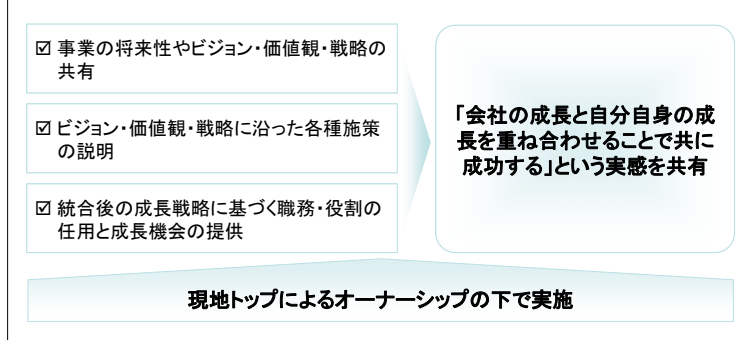 ☑ 事業の将来性やビジョン・価値観・戦略の
共有
☑ ビジョン・価値観・戦略に沿った各種施策
の説明
☑ 統合後の成長戦略に基づく職務・役割の
任用と成長機会の提供
「会社の成長と自分自身の成
長を重ね合わせることで共に
成功する」という実感を共有
現地トップによるオーナーシップの下で実施